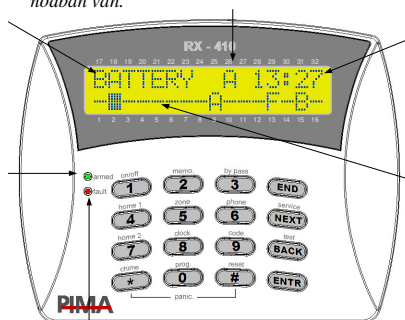 módban van.
RX - 410
17 18 19 20 21 22 23 24 25 26 27 28 29 30 31 32
BATTERY A 13:27
A F B
1 2 3 4 5 6 7 8 9 10 11 12 13 14 15 16
armed
fault
on/off memo. by pass
1 2 3 END
home 1 zone phone service
4 5 6 NEXT
home 2 clock code test
7 8 9 BACK
chime prog. reset
* 0 # ENTR
panic.
PIMA